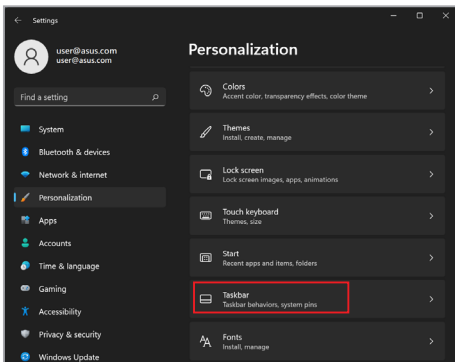 Settings
user@asus.com
user@asus.com
Find a setting
System
Bluetooth & devices
Network & internet
Personalization
Apps
Accounts
Time & language
Gaming
Accessibility
Privacy & security
Windows Update
Personalization
Colors
Accent color, transparency effects, color theme
Themes
Install, create, manage
Lock screen
Lock screen images, apps, animations
Touch keyboard
Themes, size
Start
Recent apps and items, folders
Taskbar
Taskbar behaviors, system pins
Fonts
Install, manage